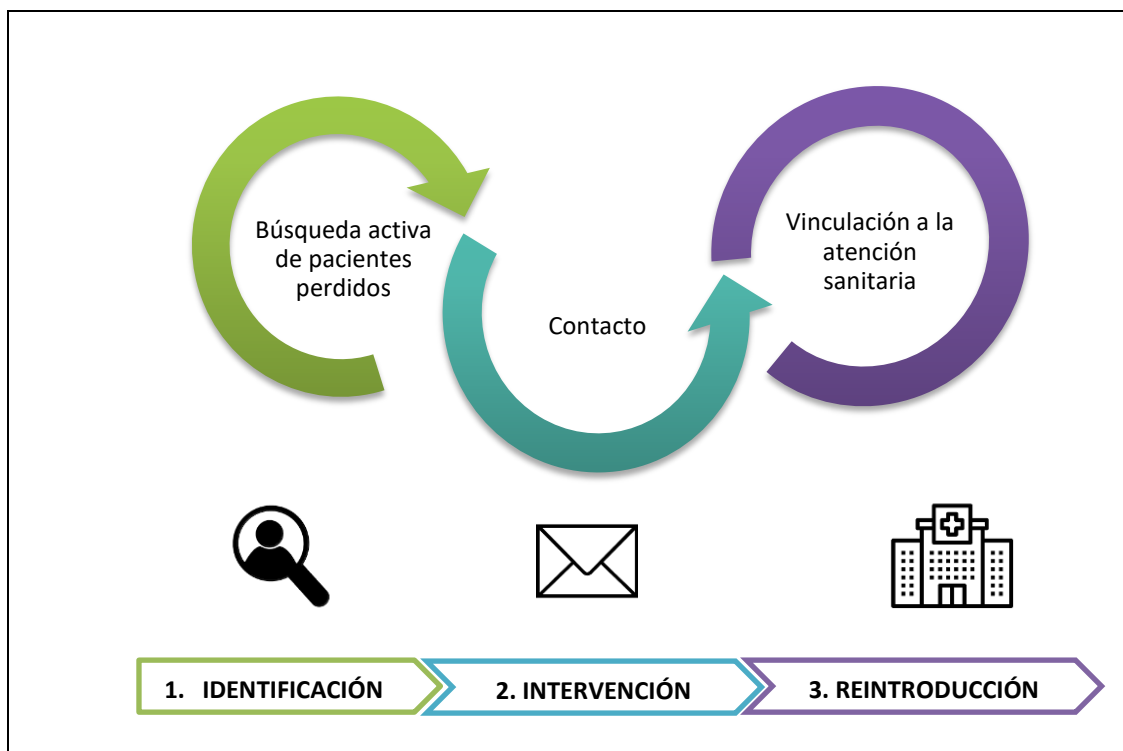 Búsqueda activa
de pacientes
perdidos
Contacto
Vinculación a la
atención
sanitaria
1. IDENTIFICACIÓN
2. INTERVENCIÓN
3. REINTRODUCCIÓN